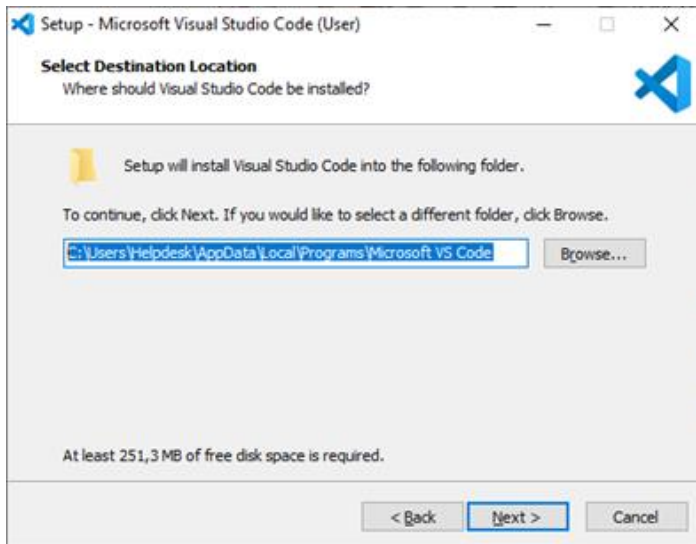 Setup - Microsoft Visual Studio Code (User)
Select Destination Location
Where should Visual Studio Code be installed?
Setup will install Visual Studio Code into the following folder.
To continue, click Next. If you would like to select a different folder, click Browse.
C:\Users\Helpdesk\AppData\Local\Programs\Microsoft VS Code
Browse...
At least 251,3 MB of free disk space is required.
< Back
Next >
Cancel